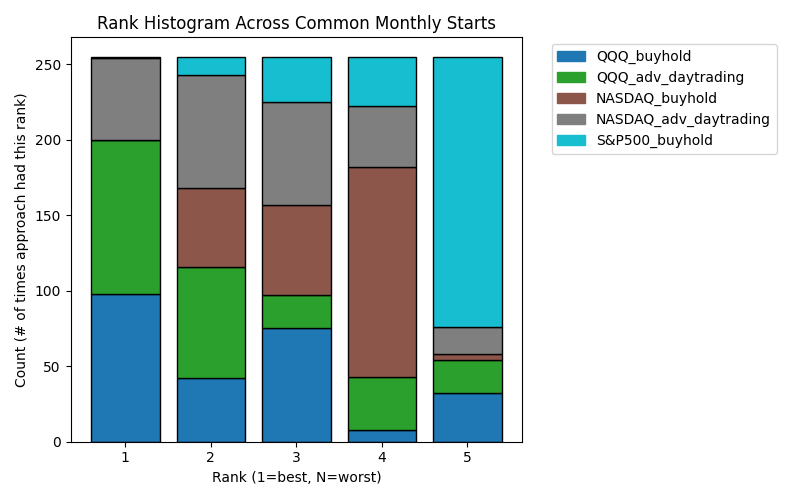 Rank Histogram Across Common Monthly Starts
Count (# of times approach had this rank)
250
200
150
100
50
0
1 2 3 4 5
Rank (1=best, N=worst)
QQQ_buyhold
QQQ_adv_daytrading
NASDAQ_buyhold
NASDAQ_adv_daytrading
S&P500_buyhold